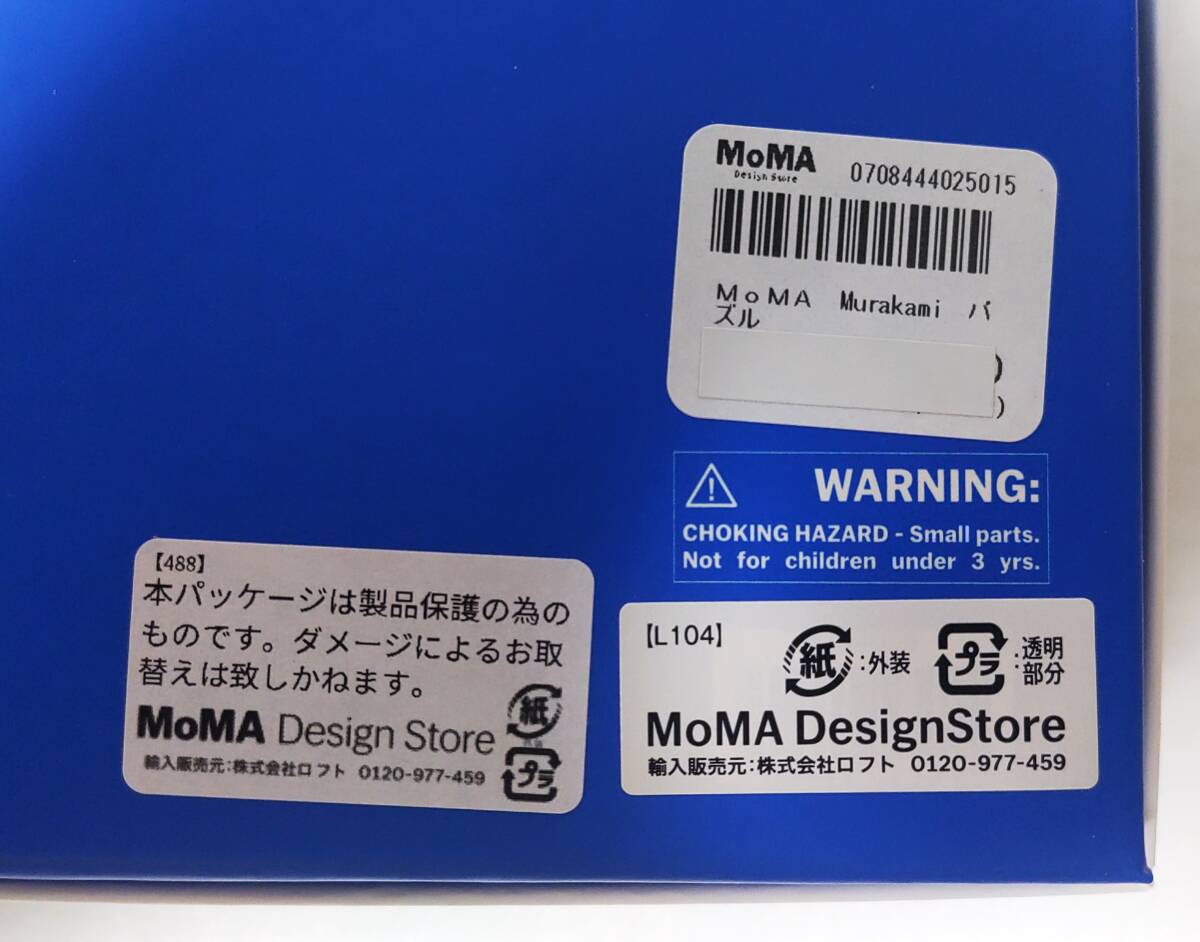 MoMA
Design Store
0708444025015
MoMA Murakami パ
ズル
WARNING:
CHOKING HAZARD - Small parts.
Not for children under 3 yrs.
【488】
本パッケージは製品保護の為の
ものです。ダメージによるお取
替えは致しかねます。
MoMA Design Store
輸入販売元:株式会社ロフト 0120-977-459
紙
プラ
【L104】
紙 :外装
プラ :透明
部分
MoMA DesignStore
輸入販売元:株式会社ロフト 0120-977-459